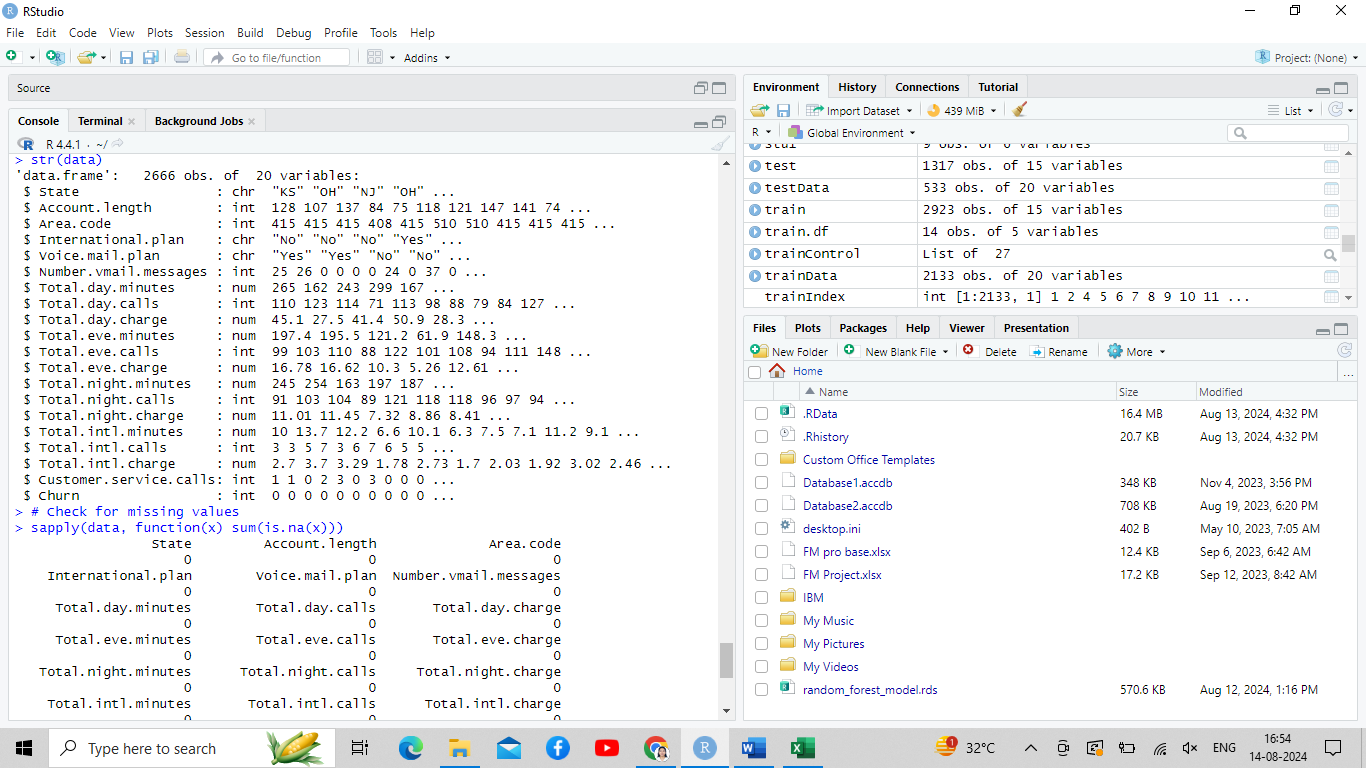 RStudio
File Edit Code View Plots Session Build Debug Profile Tools Help
Go to file/function Addins Project: (None)
Source
Console Terminal Background Jobs
R 4.4.1 · ~/
> str(data)
'data.frame': 2666 obs. of 20 variables:
$ State : chr "KS" "OH" "NJ" "OH" ...
$ Account.length : int 128 107 137 84 75 118 121 147 141 74 ...
$ Area.code : int 415 415 415 408 415 510 510 415 415 415 ...
$ International.plan : chr "No" "No" "No" "Yes" ...
$ Voice.mail.plan : chr "Yes" "Yes" "No" "No" ...
$ Number.vmail.messages : int 25 26 0 0 0 0 24 0 37 0 ...
$ Total.day.minutes : num 265 162 243 299 167 ...
$ Total.day.calls : int 110 123 114 71 113 98 88 79 84 127 ...
$ Total.day.charge : num 45.1 27.5 41.4 50.9 28.3 ...
$ Total.eve.minutes : num 197.4 195.5 121.2 61.9 148.3 ...
$ Total.eve.calls : int 99 103 110 88 122 101 108 94 111 148 ...
$ Total.eve.charge : num 16.78 16.62 10.3 5.26 12.61 ...
$ Total.night.minutes : num 245 254 163 197 187 ...
$ Total.night.calls : int 91 103 104 89 121 118 118 96 97 94 ...
$ Total.night.charge : num 11.01 11.45 7.32 8.86 8.41 ...
$ Total.intl.minutes : num 10 13.7 12.2 6.6 10.1 6.3 7.5 7.1 11.2 9.1 ...
$ Total.intl.calls : int 3 3 5 7 3 6 7 6 5 5 ...
$ Total.intl.charge : num 2.7 3.7 3.29 1.78 2.73 1.7 2.03 1.92 3.02 2.46 ...
$ Customer.service.calls: int 1 1 0 2 3 0 3 0 0 0 ...
$ Churn : int 0 0 0 0 0 0 0 0 0 0 ...
> # Check for missing values
> sapply(data, function(x) sum(is.na(x)))
State Account.length Area.code
0 0 0
International.plan Voice.mail.plan Number.vmail.messages
0 0 0
Total.day.minutes Total.day.calls Total.day.charge
0 0 0
Total.eve.minutes Total.eve.calls Total.eve.charge
0 0 0
Total.night.minutes Total.night.calls Total.night.charge
0 0 0
Total.intl.minutes Total.intl.calls Total.intl.charge
0 0 0
Environment History Connections Tutorial
Import Dataset 439 MiB List
R Global Environment
stui 9 obs. of 6 variables
test 1317 obs. of 15 variables
testData 533 obs. of 20 variables
train 2923 obs. of 15 variables
train.df 14 obs. of 5 variables
trainControl List of 27
trainData 2133 obs. of 20 variables
trainIndex int [1:2133, 1] 1 2 4 5 6 7 8 9 10 11 ...
Files Plots Packages Help Viewer Presentation
New Folder New Blank File Delete Rename More
Home ...
Name Size Modified
.RData 16.4 MB Aug 13, 2024, 4:32 PM
.Rhistory 20.7 KB Aug 13, 2024, 4:32 PM
Custom Office Templates
Database1.accdb 348 KB Nov 4, 2023, 3:56 PM
Database2.accdb 708 KB Aug 19, 2023, 6:20 PM
desktop.ini 402 B May 10, 2023, 7:05 AM
FM pro base.xlsx 12.4 KB Sep 6, 2023, 6:42 AM
FM Project.xlsx 17.2 KB Sep 12, 2023, 8:42 AM
IBM
My Music
My Pictures
My Videos
random_forest_model.rds 570.6 KB Aug 12, 2024, 1:16 PM
Type here to search 1 32°C ENG 16:54
14-08-2024